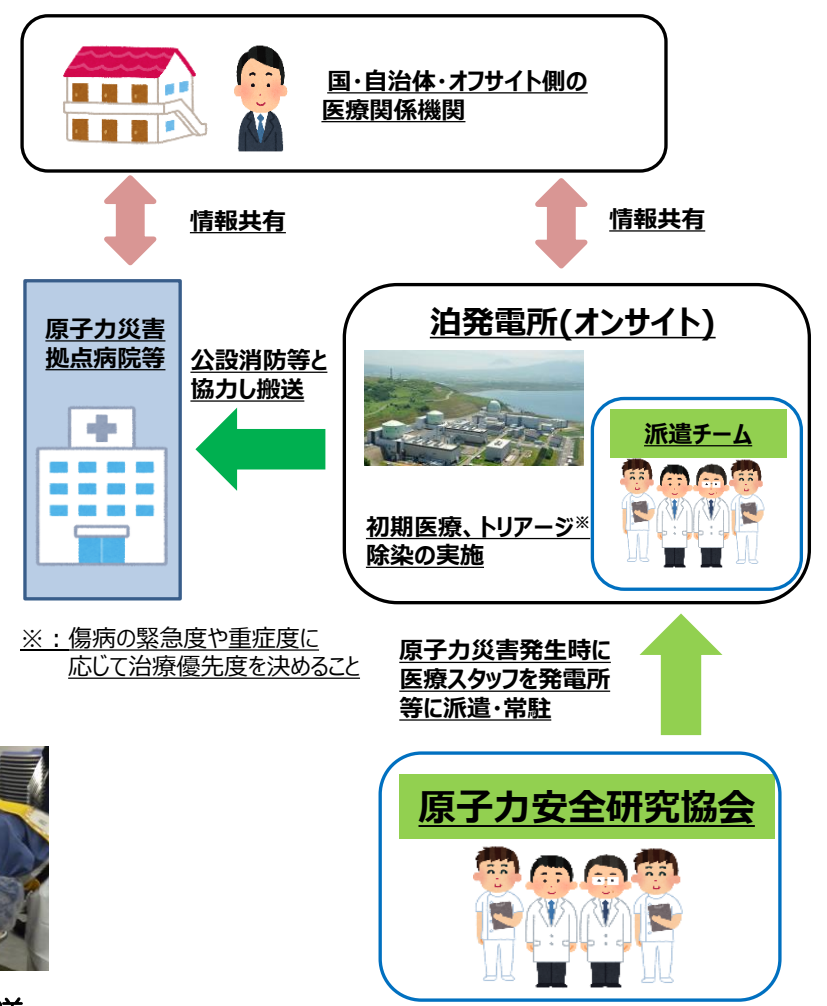 国・自治体・オフサイト側の
医療関係機関
情報共有
情報共有
原子力災害
拠点病院等
公設消防等と
協力し搬送
泊発電所(オンサイト)
派遣チーム
初期医療、トリアージ※
除染の実施
※：傷病の緊急度や重症度に
応じて治療優先度を決めること
原子力災害発生時に
医療スタッフを発電所
等に派遣・常駐
原子力安全研究協会